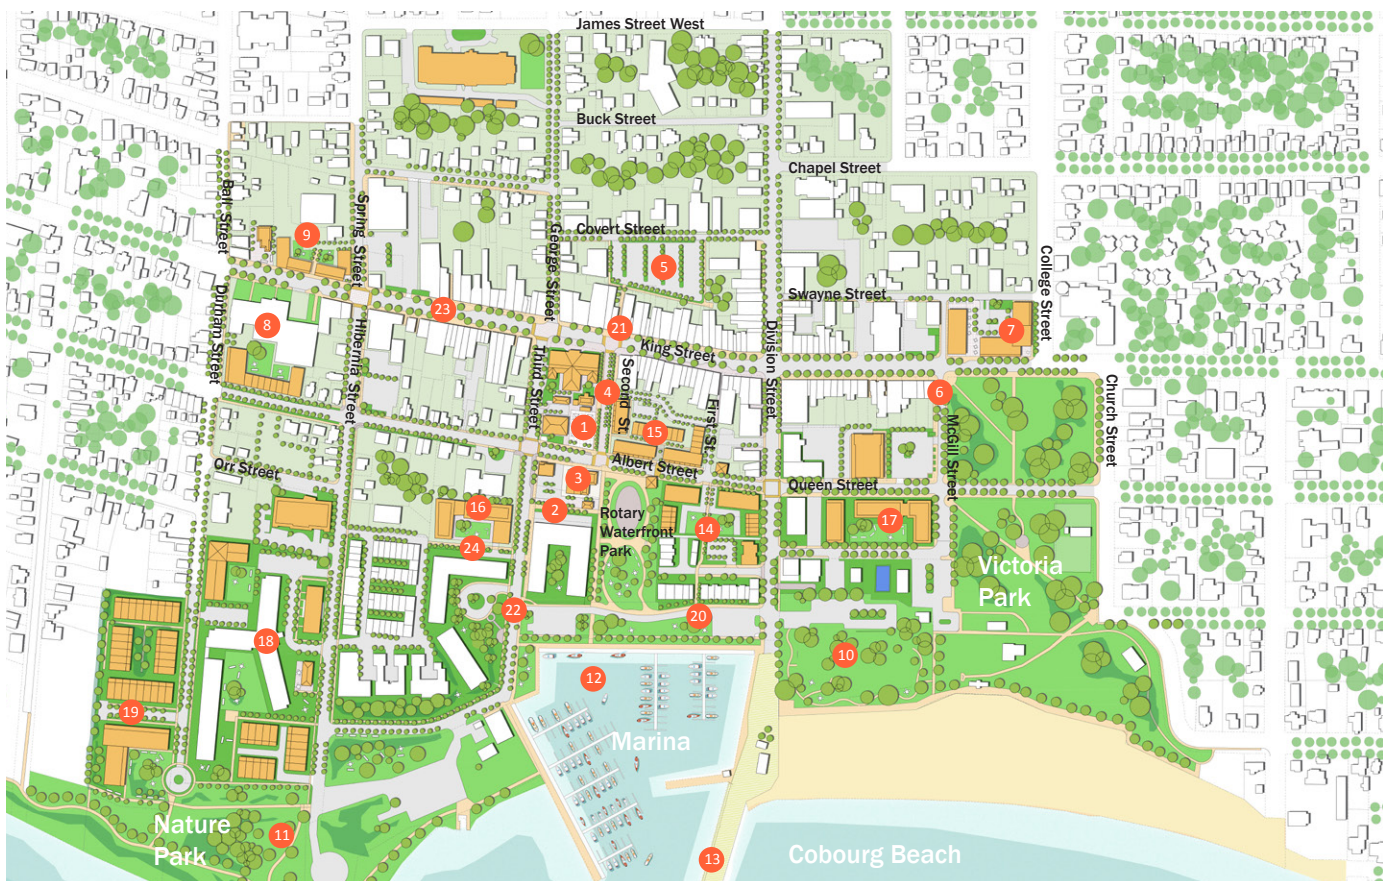 James Street West
Buck Street
Chapel Street
Ball Street
Spring Street
9
George Street
Covert Street
5
College Street
Swayne Street
Durham Street
8
23
21
King Street
7
Hibernia Street
Third Street
Second St.
Division Street
4
6
Church Street
First St.
1
15
McGill Street
Albert Street
Orr Street
3
Queen Street
16
2
Rotary
Waterfront
Park
14
17
24
Victoria
Park
22
20
18
10
12
19
Marina
Nature
Park
11
13
Cobourg Beach